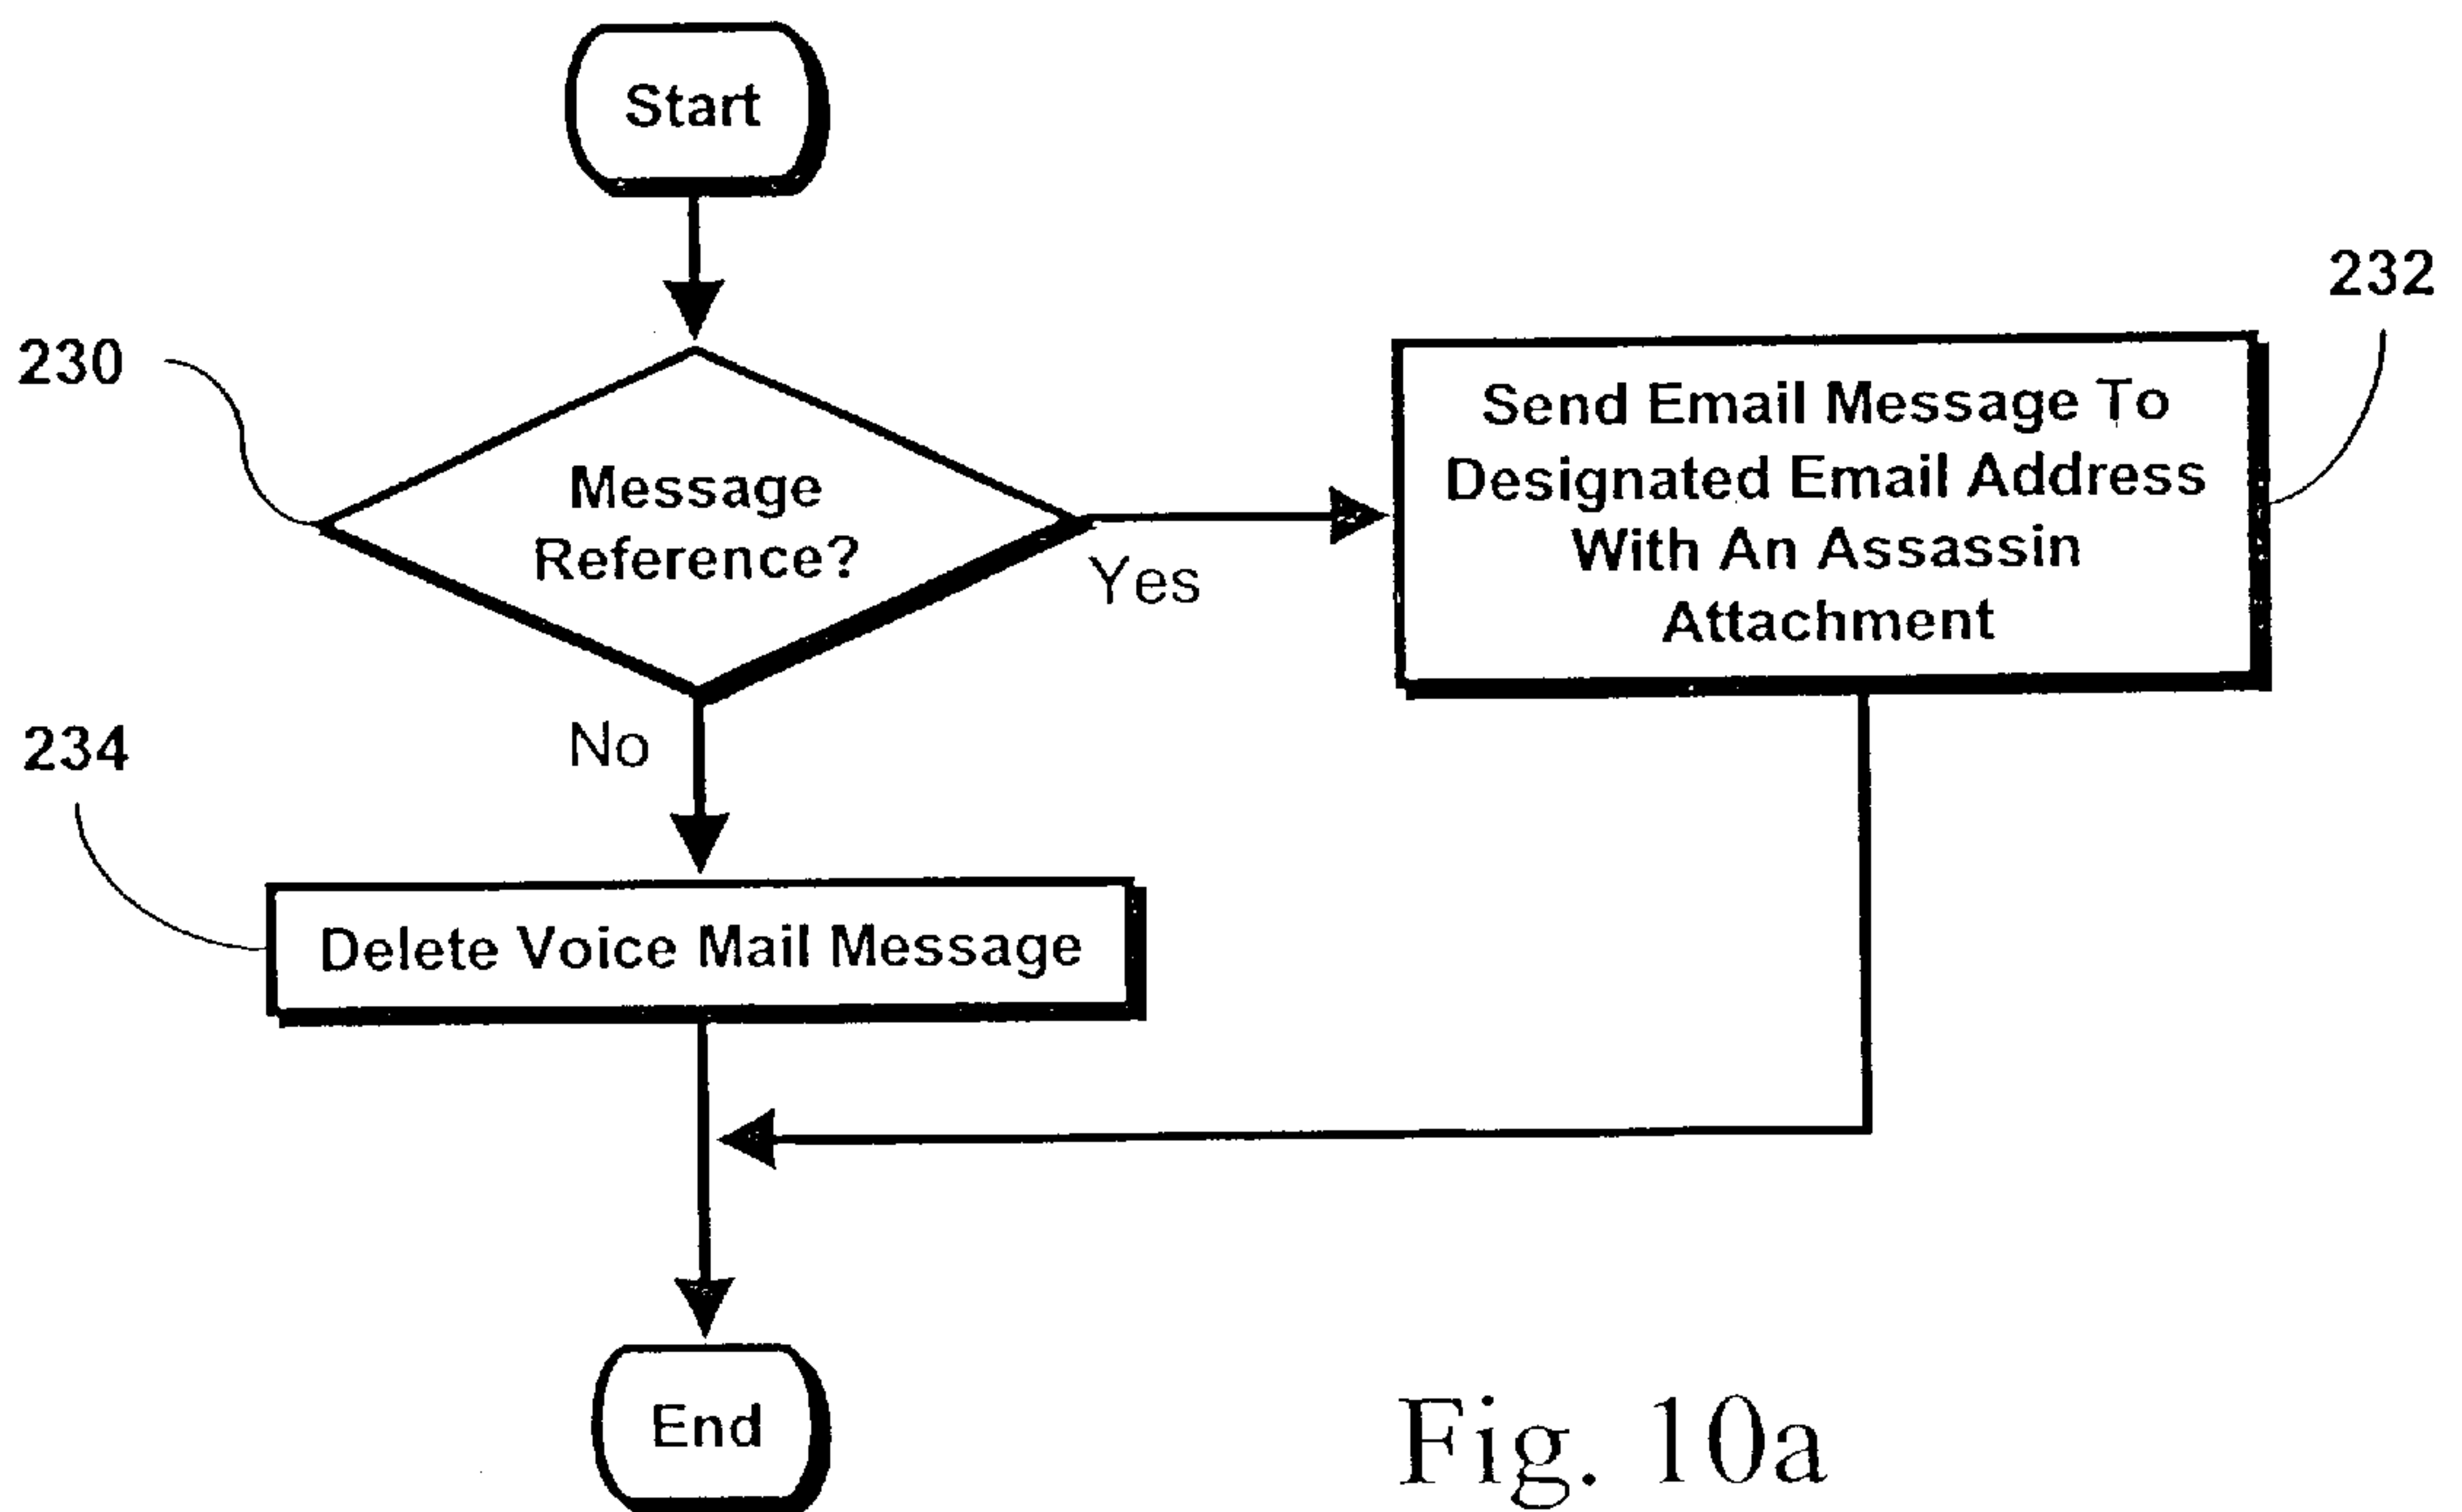 Start
230
232
Message
Reference?
Yes
Send Email Message To
Designated Email Address
With An Assassin
Attachment
No
234
Delete Voice Mail Message
End
Fig. 10a